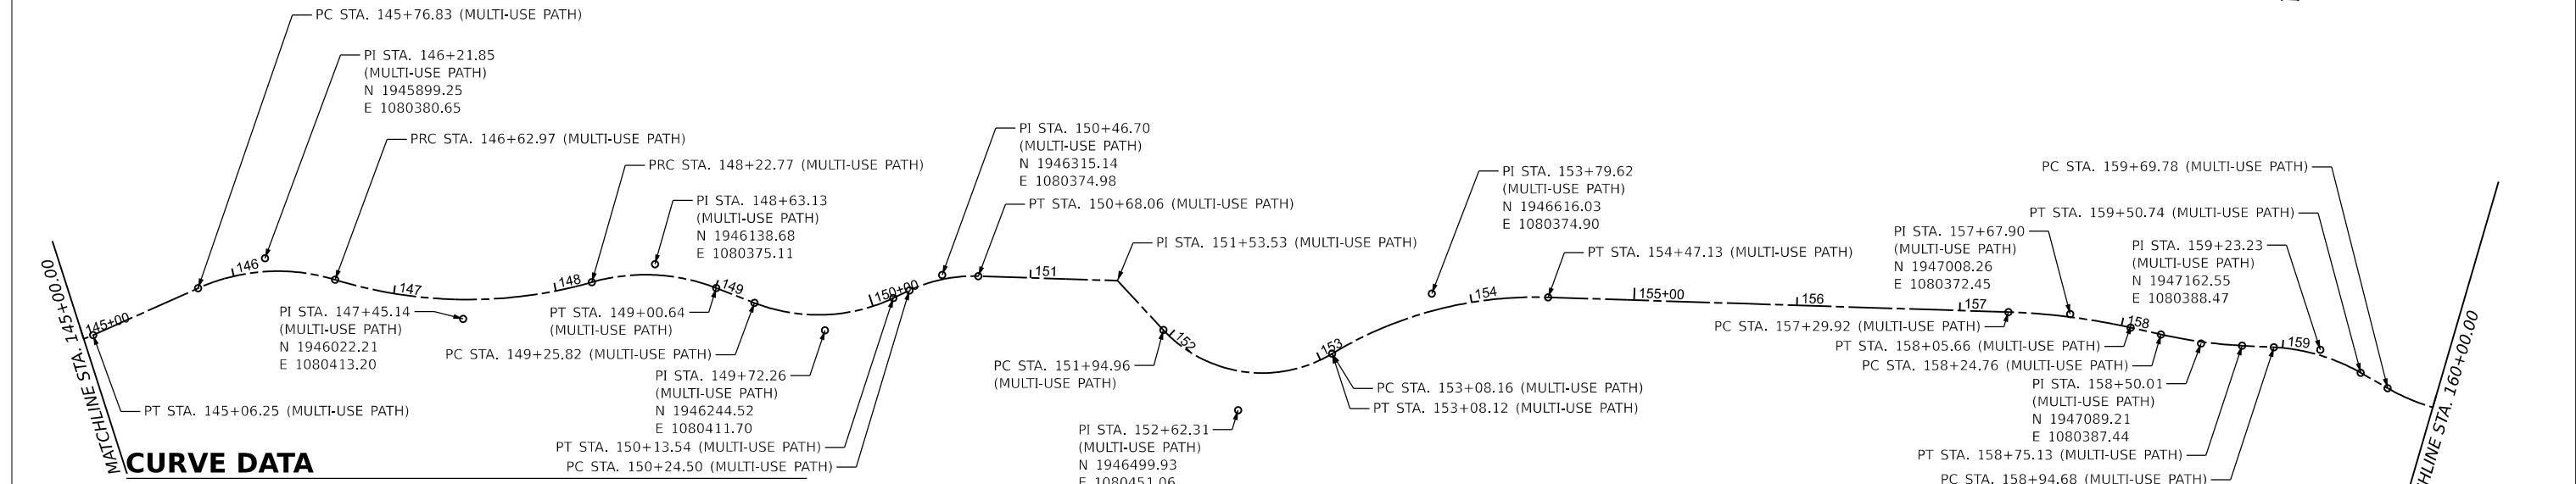 PC STA. 145+76.83 (MULTI-USE PATH)
PI STA. 146+21.85
(MULTI-USE PATH)
N 1945899.25
E 1080380.65
PRC STA. 146+62.97 (MULTI-USE PATH)
PRC STA. 148+22.77 (MULTI-USE PATH)
PI STA. 148+63.13
(MULTI-USE PATH)
N 1946138.68
E 1080375.11
PI STA. 150+46.70
(MULTI-USE PATH)
N 1946315.14
E 1080374.98
PT STA. 150+68.06 (MULTI-USE PATH)
PI STA. 151+53.53 (MULTI-USE PATH)
PI STA. 153+79.62
(MULTI-USE PATH)
N 1946616.03
E 1080374.90
PT STA. 154+47.13 (MULTI-USE PATH)
PI STA. 157+67.90
(MULTI-USE PATH)
N 1947008.26
E 1080372.45
PC STA. 159+69.78 (MULTI-USE PATH)
PT STA. 159+50.74 (MULTI-USE PATH)
PI STA. 159+23.23
(MULTI-USE PATH)
N 1947162.55
E 1080388.47
MATCHLINE STA. 145+00.00
145+00
146
147
148
149
150+00
151
152
153
154
155+00
156
157
158
159
HLINE STA. 160+00.00
PI STA. 147+45.14
(MULTI-USE PATH)
N 1946022.21
E 1080413.20
PT STA. 149+00.64
(MULTI-USE PATH)
PC STA. 149+25.82 (MULTI-USE PATH)
PI STA. 149+72.26
(MULTI-USE PATH)
N 1946244.52
E 1080411.70
PT STA. 145+06.25 (MULTI-USE PATH)
PT STA. 150+13.54 (MULTI-USE PATH)
PC STA. 150+24.50 (MULTI-USE PATH)
PC STA. 151+94.96
(MULTI-USE PATH)
PC STA. 153+08.16 (MULTI-USE PATH)
PT STA. 153+08.12 (MULTI-USE PATH)
PI STA. 152+62.31
(MULTI-USE PATH)
N 1946499.93
E 1080451.06
PC STA. 157+29.92 (MULTI-USE PATH)
PT STA. 158+05.66 (MULTI-USE PATH)
PC STA. 158+24.76 (MULTI-USE PATH)
PI STA. 158+50.01
(MULTI-USE PATH)
N 1947089.21
E 1080387.44
PT STA. 158+75.13 (MULTI-USE PATH)
PC STA. 158+94.68 (MULTI-USE PATH)
CURVE DATA